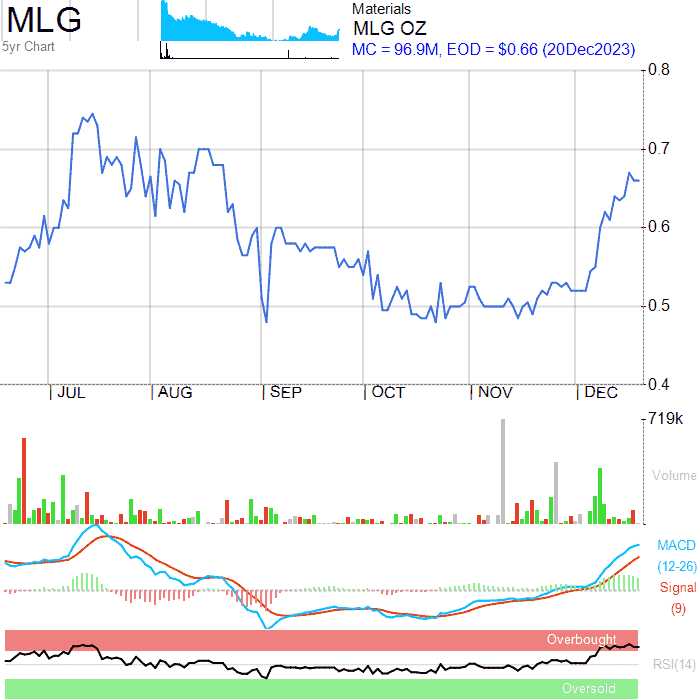 MLG
5yr Chart
Materials
MLG OZ
MC = 96.9M, EOD = $0.66 (20Dec2023)
0.8
0.7
0.6
0.5
0.4
JUL AUG SEP OCT NOV DEC
719k
Volume
MACD
(12-26)
Signal
(9)
Overbought
RSI(14)
Oversold